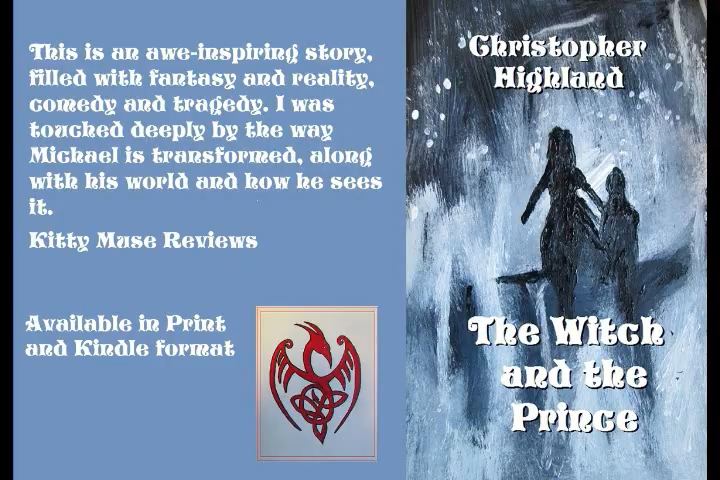 This is an awe-inspiring story,
filled with fantasy and reality,
comedy and tragedy. I was
touched deeply by the way
Michael is transformed, along
with his world and how he sees
it.
Kitty Muse Reviews
Available in Print
and Kindle format
Christopher
Highland
The Witch
and the
Prince